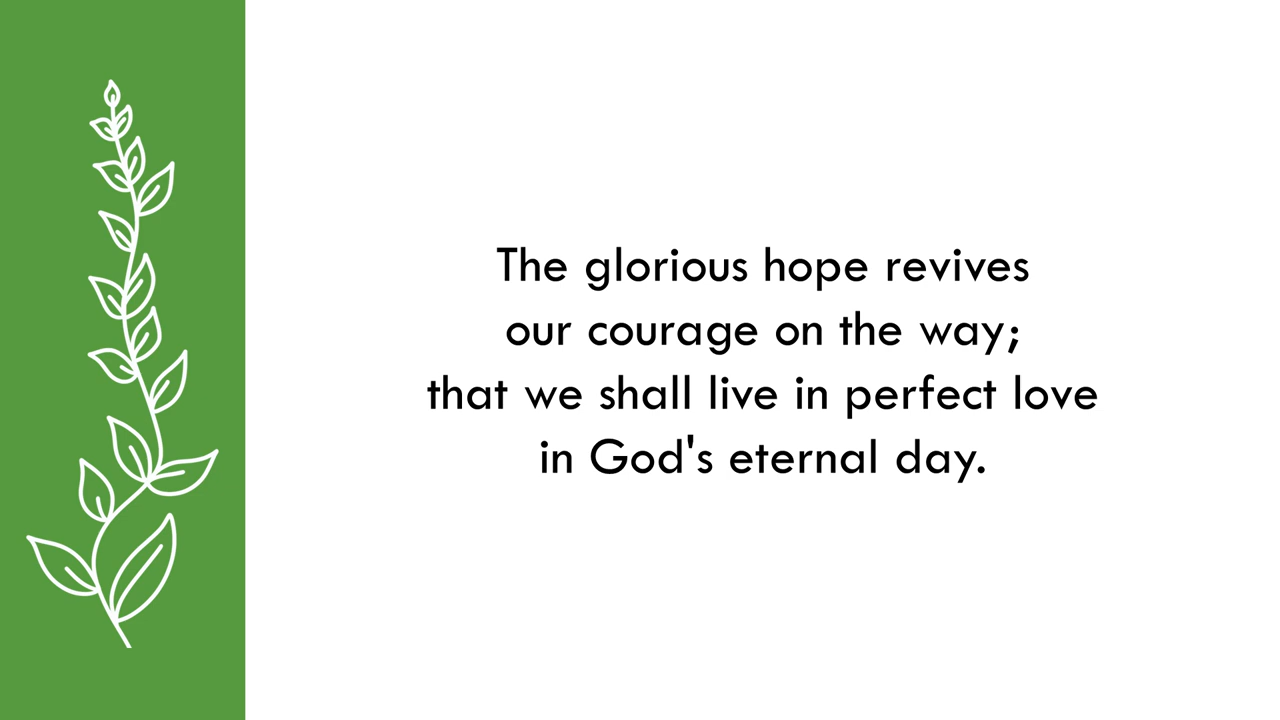 The glorious hope revives
our courage on the way;
that we shall live in perfect love
in God's eternal day.